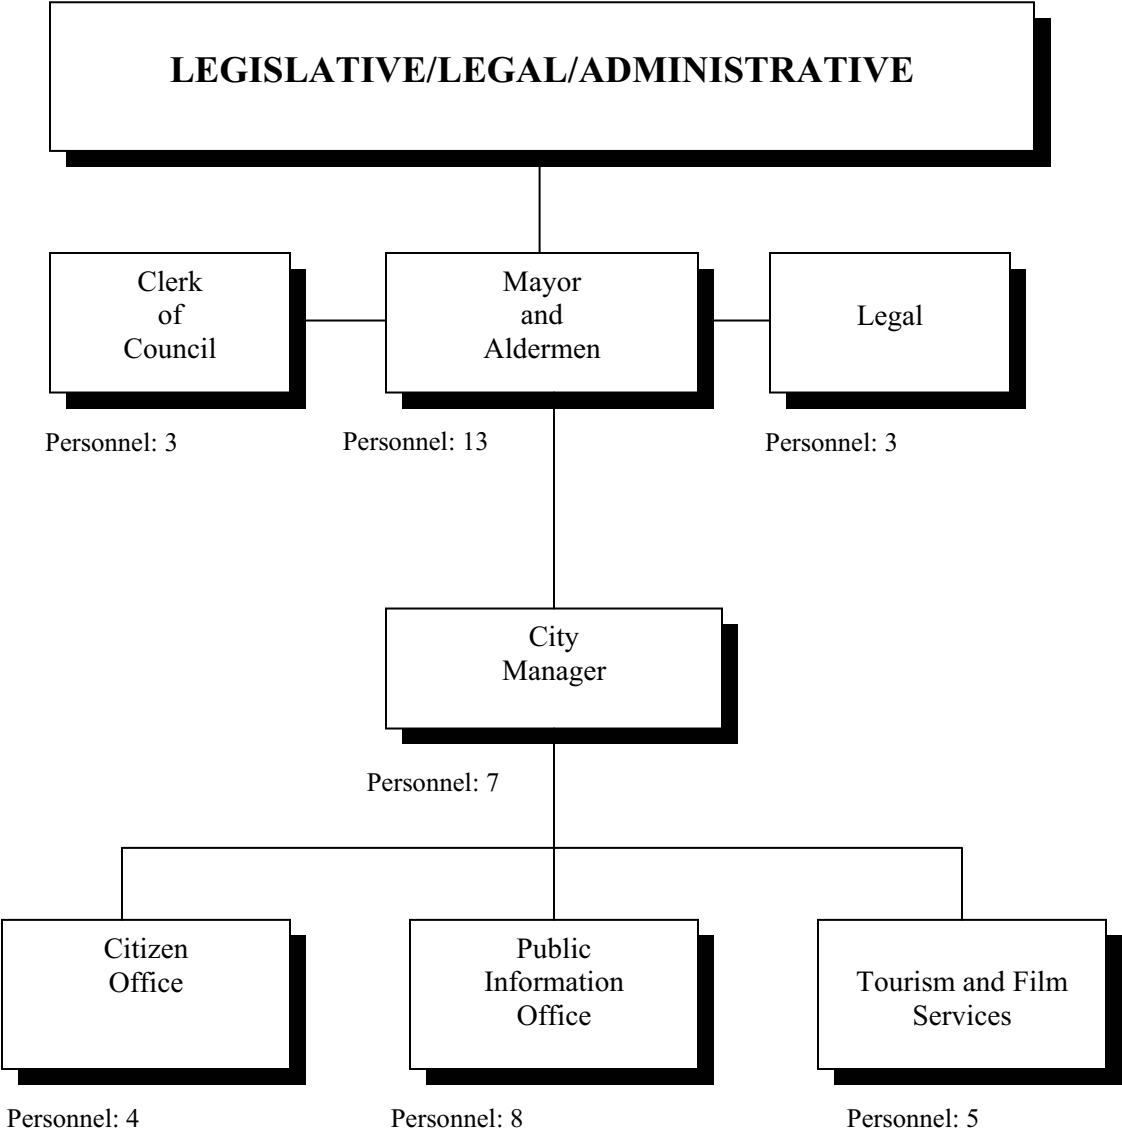 LEGISLATIVE/LEGAL/ADMINISTRATIVE
Clerk
of
Council
Mayor
and
Aldermen
Legal
Personnel: 3
Personnel: 13
Personnel: 3
City
Manager
Personnel: 7
Citizen
Office
Public
Information
Office
Tourism and Film
Services
Personnel: 4
Personnel: 8
Personnel: 5